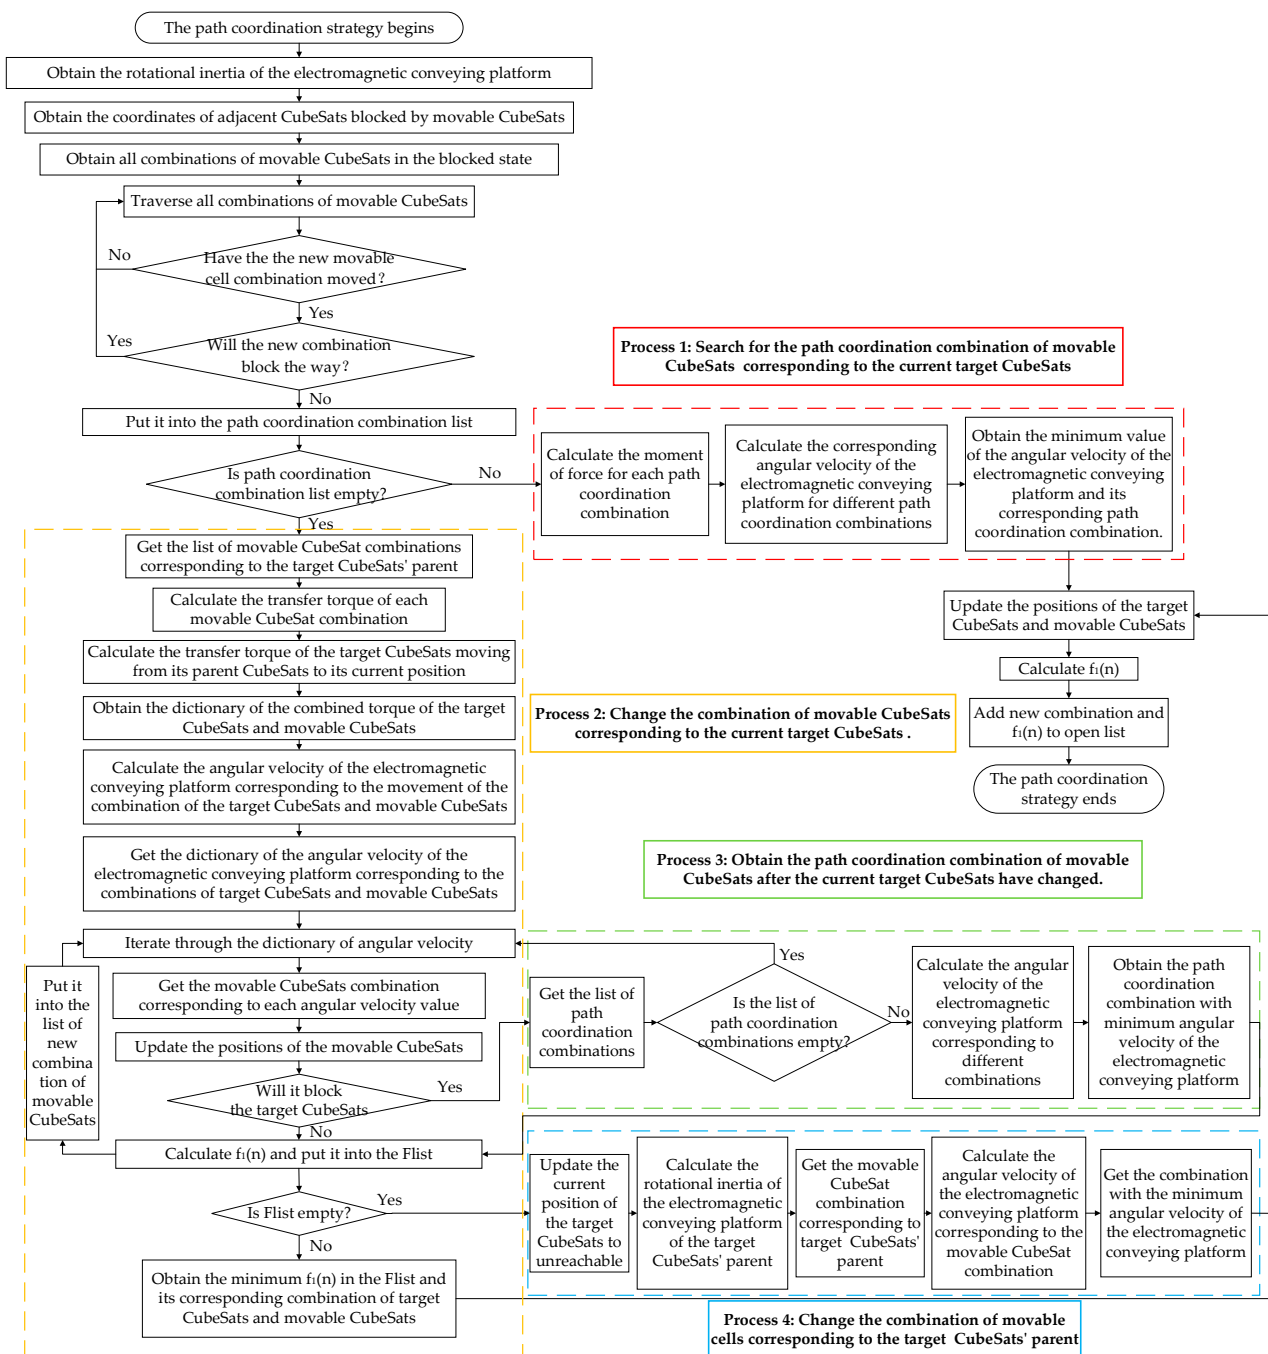 The path coordination strategy begins
Obtain the rotational inertia of the electromagnetic conveying platform
Obtain the coordinates of adjacent CubeSats blocked by movable CubeSats
Obtain all combinations of movable CubeSats in the blocked state
Traverse all combinations of movable CubeSats
No
Have the the new movable
cell combination moved?
Yes
Yes
Will the new combination
block the way?
No
Put it into the path coordination combination list
Is path coordination
combination list empty?
No
Yes
Process 1: Search for the path coordination combination of movable
CubeSats corresponding to the current target CubeSats
Calculate the moment
of force for each path
coordination
combination
Calculate the corresponding
angular velocity of the
electromagnetic conveying
platform for different path
coordination combinations
Obtain the minimum value
of the angular velocity of the
electromagnetic conveying
platform and its
corresponding path
coordination combination.
Update the positions of the target
CubeSats and movable CubeSats
Calculate f₁(n)
Add new combination and
f₁(n) to open list
The path coordination
strategy ends
Get the list of movable CubeSat combinations
corresponding to the target CubeSats' parent
Calculate the transfer torque of each
movable CubeSat combination
Calculate the transfer torque of the target CubeSats moving
from its parent CubeSats to its current position
Obtain the dictionary of the combined torque of the target
CubeSats and movable CubeSats
Calculate the angular velocity of the electromagnetic
conveying platform corresponding to the movement of the
combination of the target CubeSats and movable CubeSats
Get the dictionary of the angular velocity of the
electromagnetic conveying platform corresponding to the
combinations of target CubeSats and movable CubeSats
Process 2: Change the combination of movable CubeSats
corresponding to the current target CubeSats .
Iterate through the dictionary of angular velocity
Get the movable CubeSats combination
corresponding to each angular velocity value
Update the positions of the movable CubeSats
Will it block
the target CubeSats
Yes
No
Calculate f₁(n) and put it into the Flist
Put it
into the
list of
new
combina
tion of
movable
CubeSats
Is Flist empty?
Yes
No
Obtain the minimum f₁(n) in the Flist and
its corresponding combination of target
CubeSats and movable CubeSats
Process 3: Obtain the path coordination combination of movable
CubeSats after the current target CubeSats have changed.
Get the list of
path
coordination
combinations
Yes
Is the list of
path coordination
combinations empty?
No
Calculate the angular
velocity of the
electromagnetic
conveying platform
corresponding to
different
combinations
Obtain the path
coordination
combination with
minimum angular
velocity of the
electromagnetic
conveying platform
Update the
current
position of
the target
CubeSats to
unreachable
Calculate the
rotational inertia of
the electromagnetic
conveying platform
of the target
CubeSats' parent
Get the movable
CubeSat
combination
corresponding to
target CubeSats'
parent
Calculate the
angular velocity of
the electromagnetic
conveying platform
corresponding to the
movable CubeSat
combination
Get the combination
with the minimum
angular velocity of
the electromagnetic
conveying platform
Process 4: Change the combination of movable
cells corresponding to the target CubeSats' parent